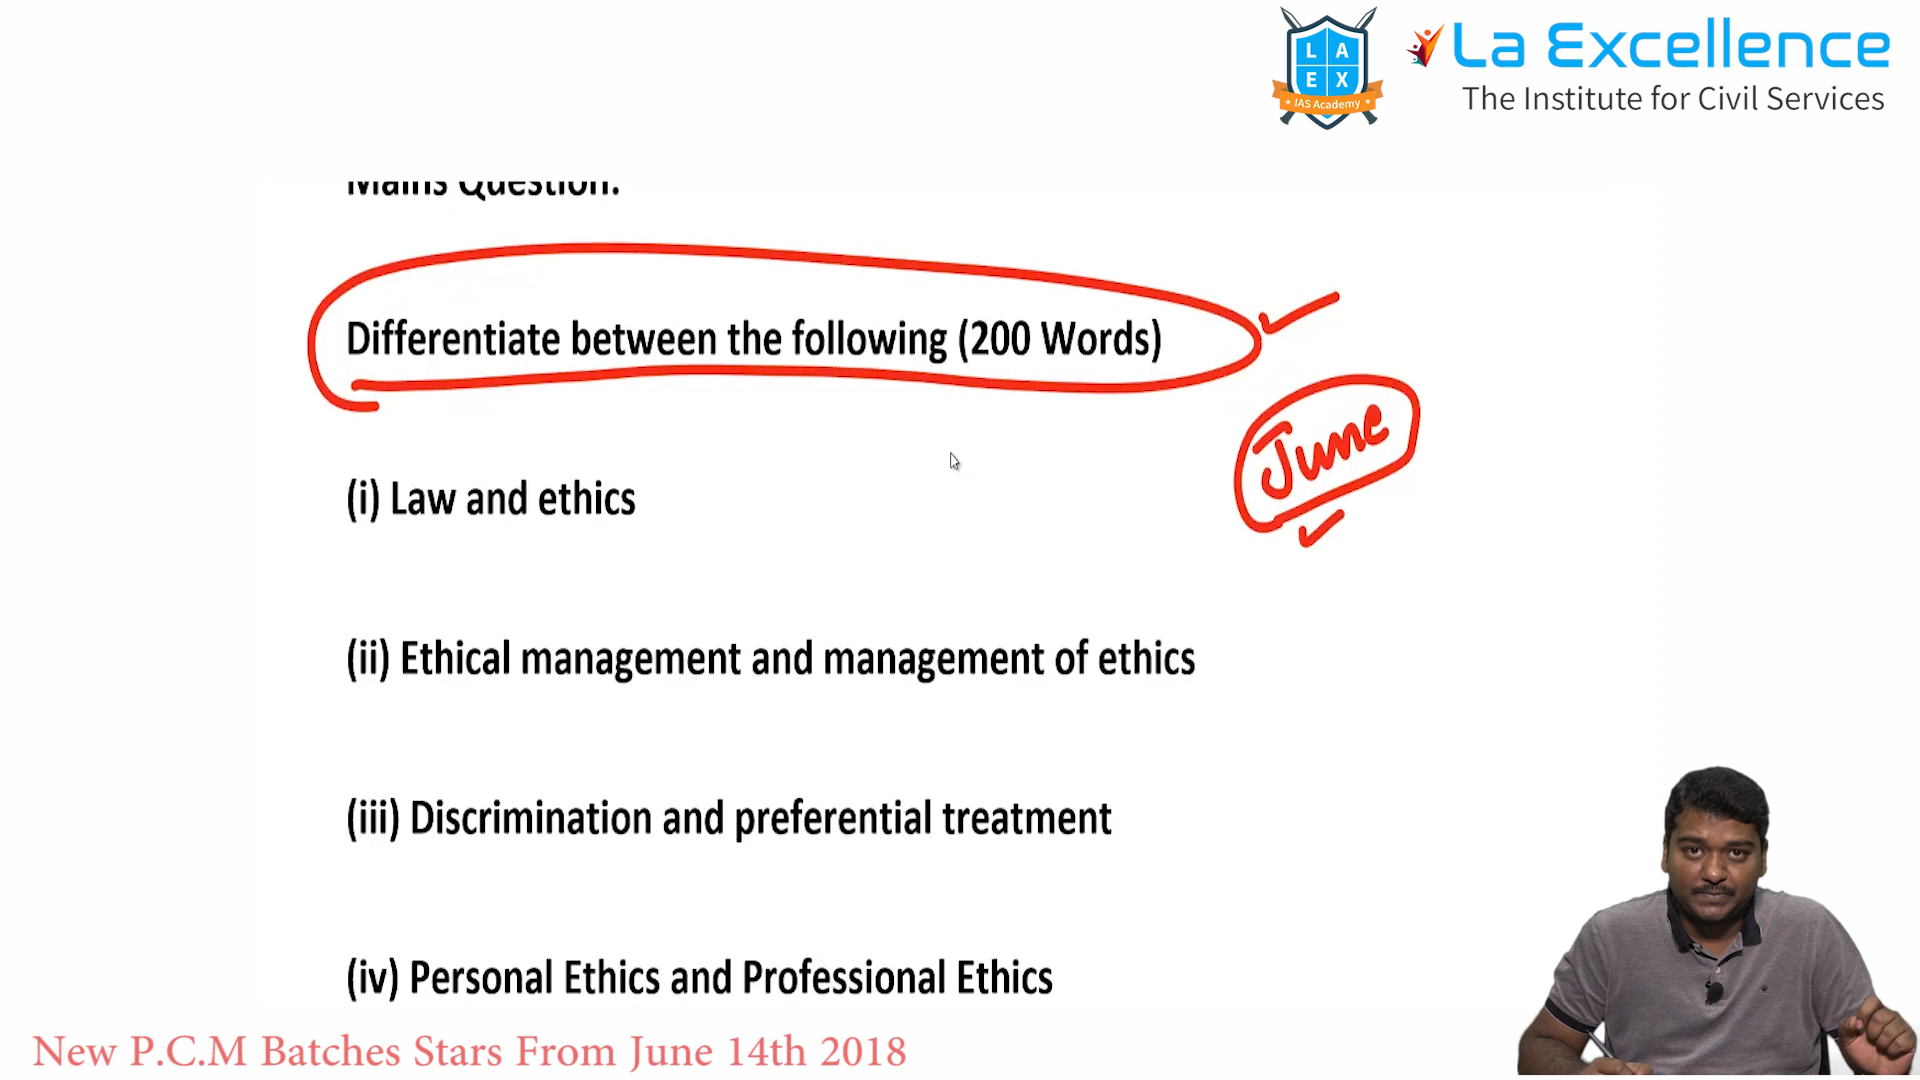 L A
E X
IAS Academy
La Excellence
The Institute for Civil Services
Mains Question:
Differentiate between the following (200 Words)
June
(i) Law and ethics
(ii) Ethical management and management of ethics
(iii) Discrimination and preferential treatment
(iv) Personal Ethics and Professional Ethics
New P.C.M Batches Stars From June 14th 2018